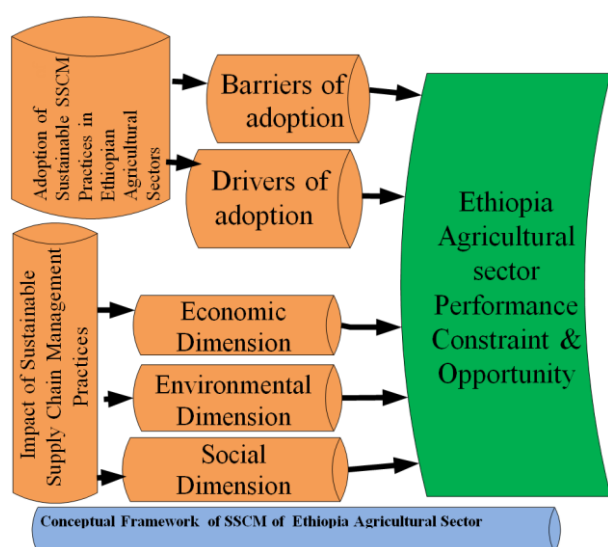 Adoption of
Sustainable SSCM
Practices in
Ethiopian
Agricultural
Sectors
Barriers of
adoption
Drivers of
adoption
Impact of Sustainable
Supply Chain Management
Practices
Economic
Dimension
Environmental
Dimension
Social
Dimension
Ethiopia
Agricultural
sector
Performance
Constraint &
Opportunity
Conceptual Framework of SSCM of Ethiopia Agricultural Sector